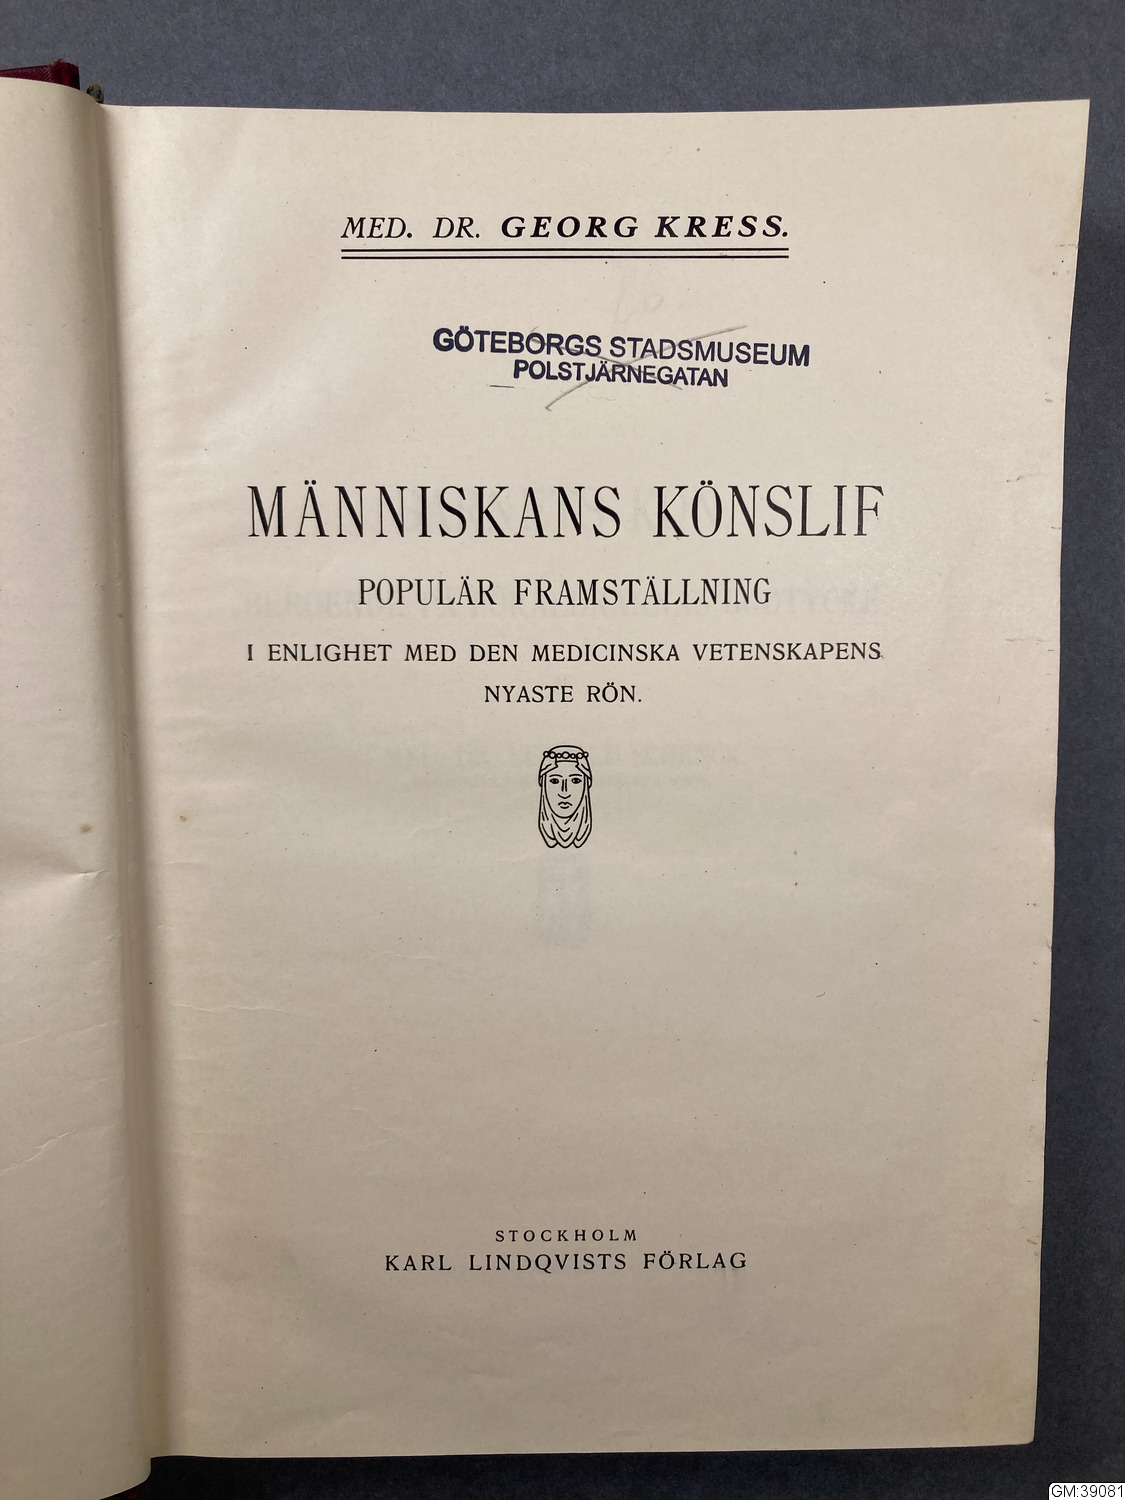 MED. DR. GEORG KRESS.
GÖTEBORGS STADSMUSEUM
POLSTJÄRNEGATAN
MÄNNISKANS KÖNSLIF
POPULÄR FRAMSTÄLLNING
I ENLIGHET MED DEN MEDICINSKA VETENSKAPENS
NYASTE RÖN.
STOCKHOLM
KARL LINDQVISTS FÖRLAG
GM:39081